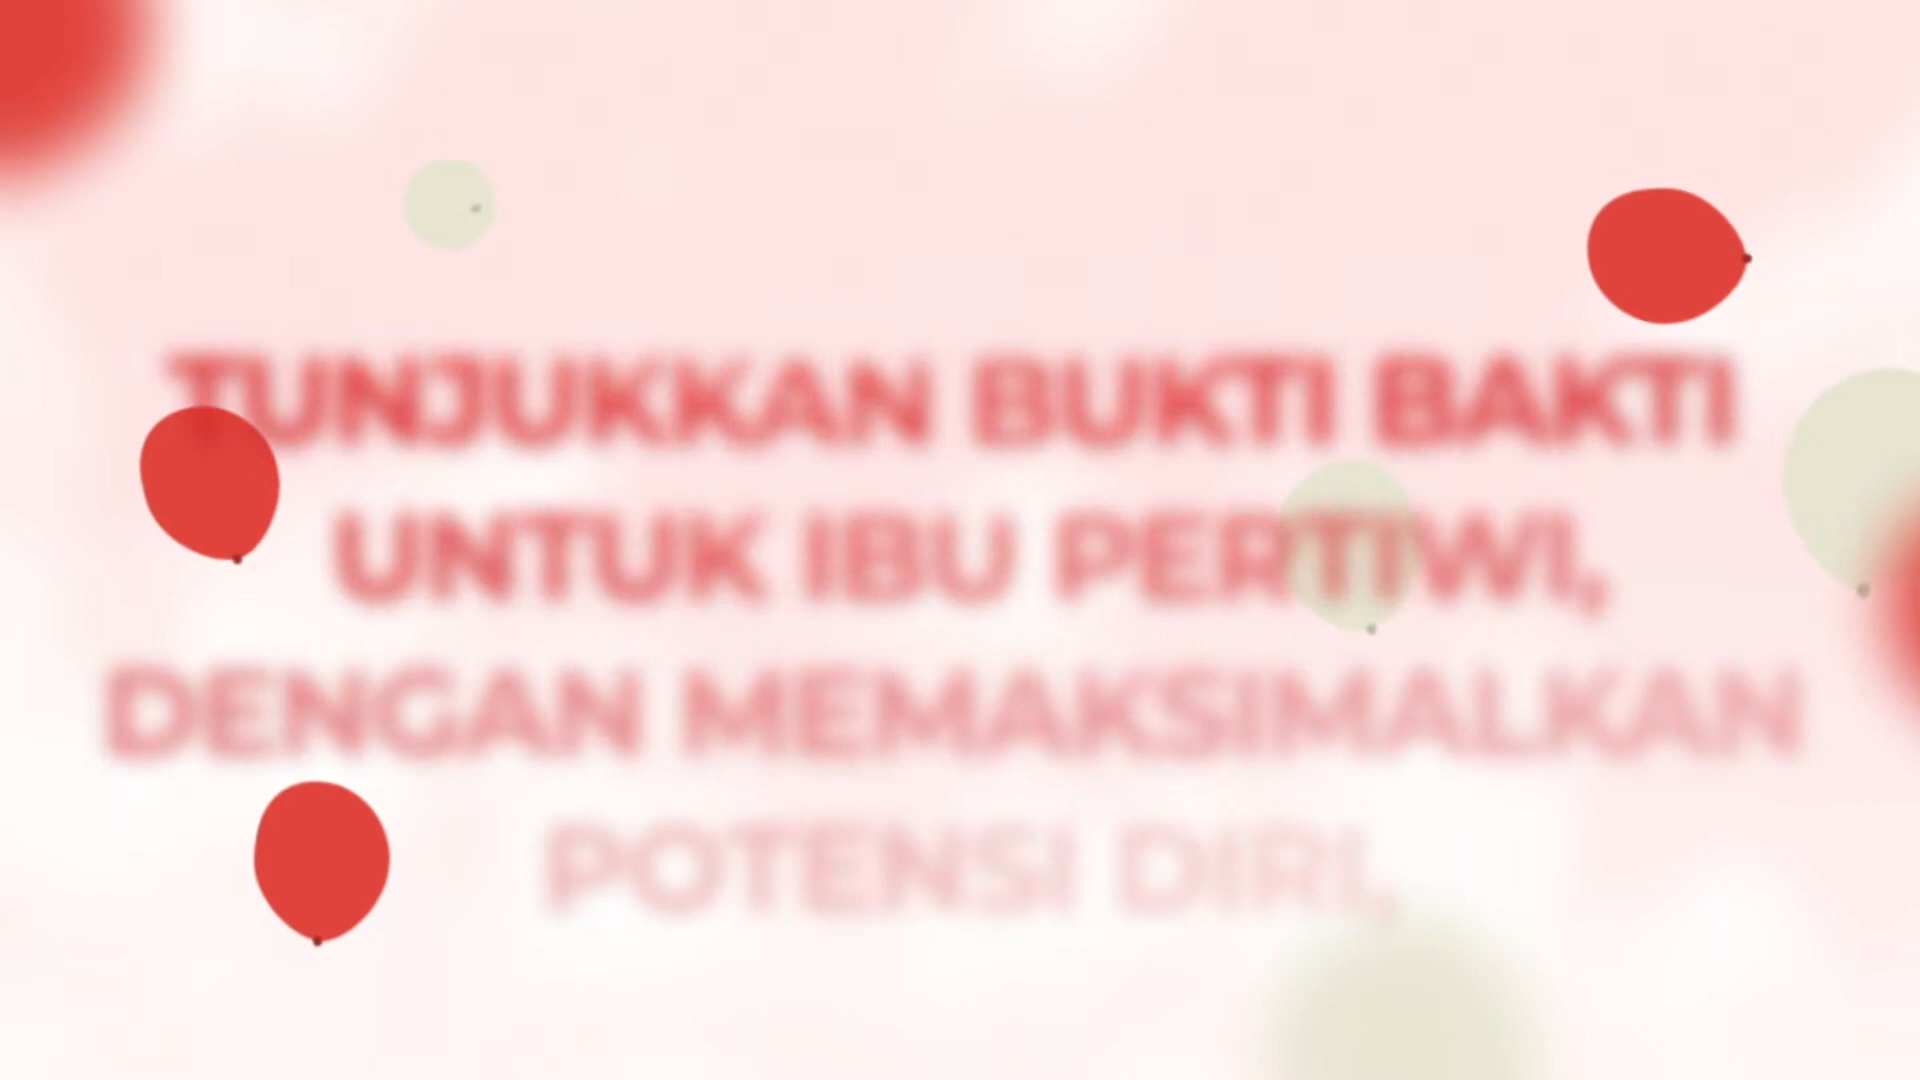 TUNJUKKAN BUKTI BAKTI
UNTUK IBU PERTIWI,
DENGAN MEMAKSIMALKAN
POTENSI DIRI,